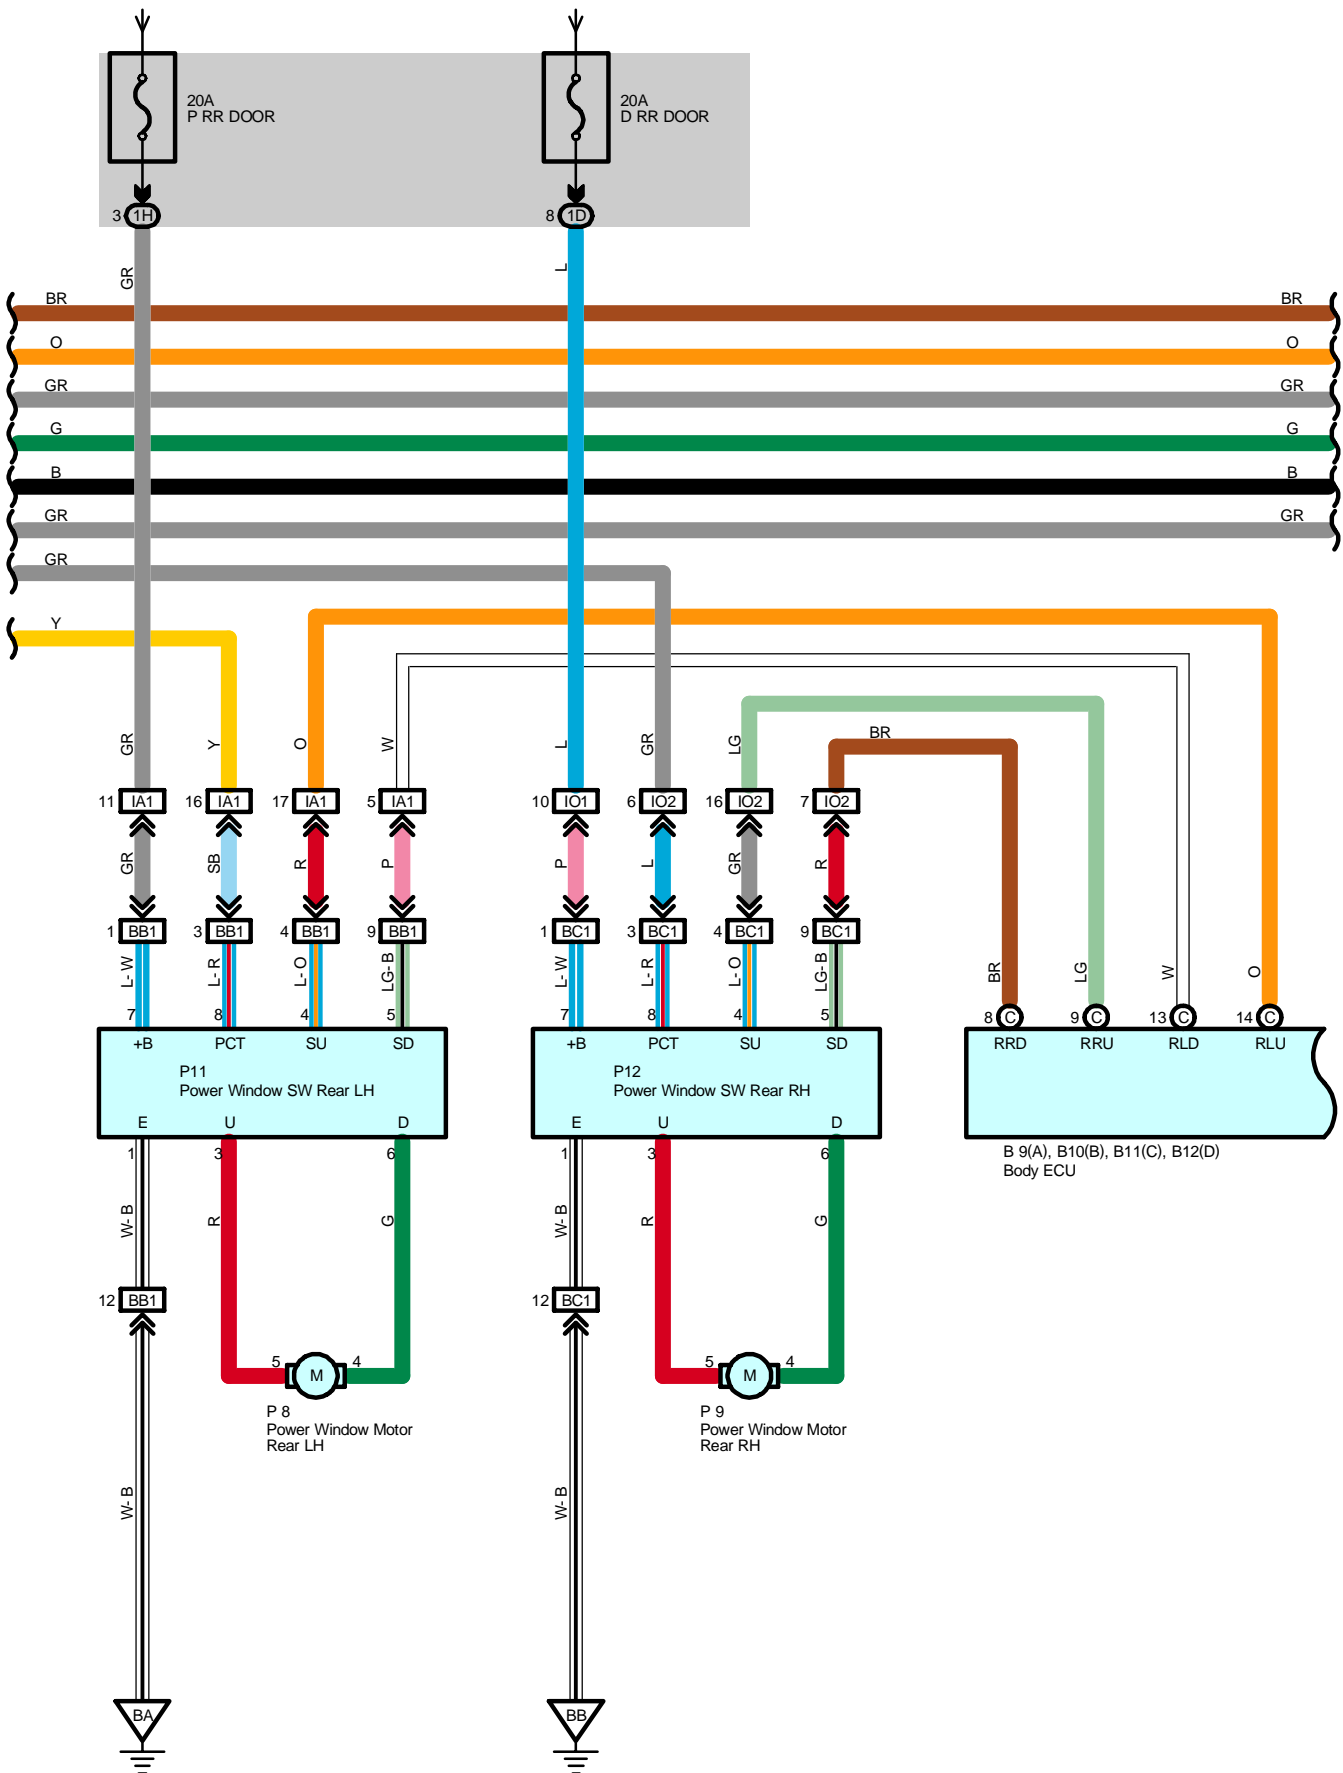 20A
P RR DOOR
20A
D RR DOOR
3 1H
8 1D
GR
L
BR BR
O O
GR GR
G G
B B
GR GR
GR
Y
BR
GR Y O W L GR LG
11 IA1 16 IA1 17 IA1 5 IA1 10 IO1 6 IO2 16 IO2 7 IO2
GR SB R P P L GR R
1 BB1 3 BB1 4 BB1 9 BB1 1 BC1 3 BC1 4 BC1 9 BC1
L-W L-R L-O LG-B L-W L-R L-O LG-B BR LG W O
7 8 4 5 7 8 4 5 8 C 9 C 13 C 14 C
+B PCT SU SD +B PCT SU SD RRD RRU RLD RLU
P11
Power Window SW Rear LH
P12
Power Window SW Rear RH
E U D E U D
1 3 6 1 3 6
B 9(A), B10(B), B11(C), B12(D)
Body ECU
W-B R G W-B R G
12 BB1 12 BC1
5 M 4 5 M 4
P 8
Power Window Motor
Rear LH
P 9
Power Window Motor
Rear RH
W-B W-B
BA BB